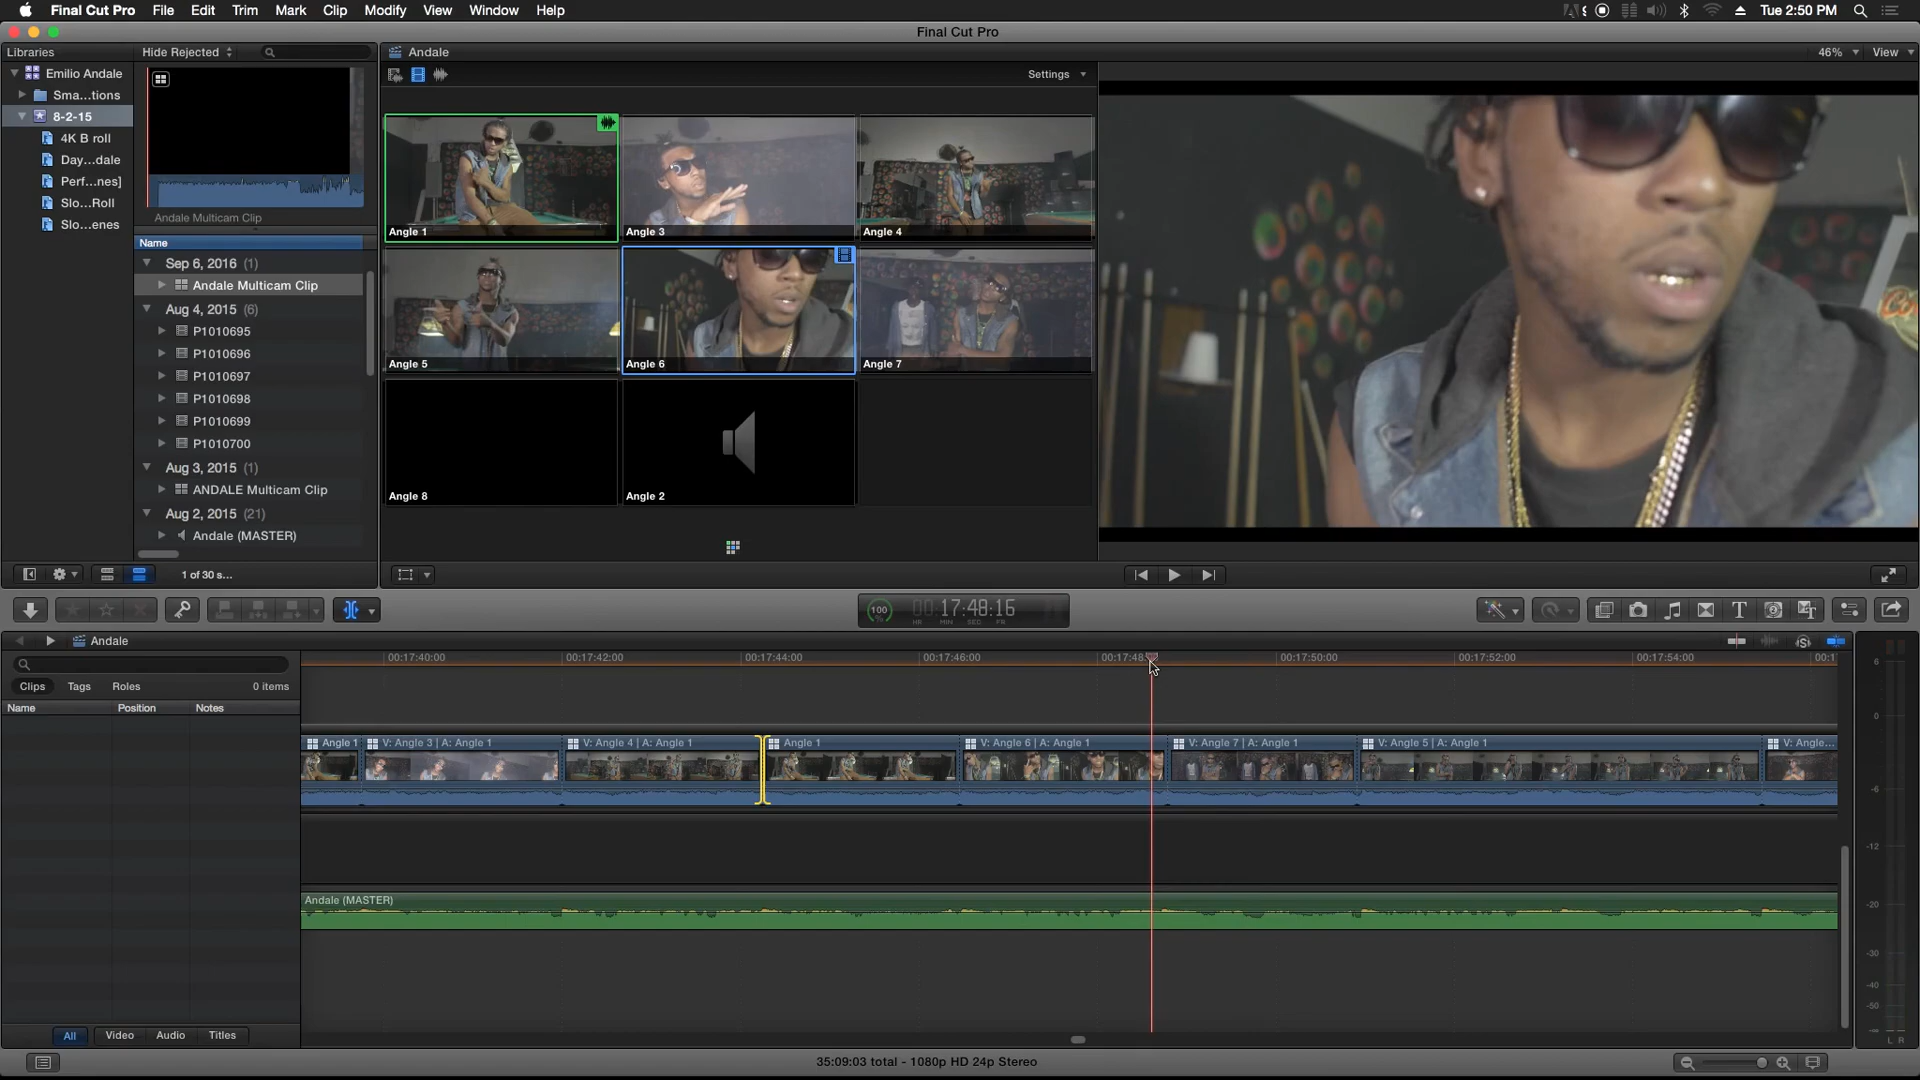 Final Cut Pro File Edit Trim Mark Clip Modify View Window Help Tue 2:50 PM
Final Cut Pro
Libraries Hide Rejected Andale 46% View
Emilio Andale
Settings
Sma...tions
8-2-15
4K B roll
Day...dale
Perf...nes]
Slo...Roll
Slo...enes
Andale Multicam Clip
Name
Sep 6, 2016 (1)
Andale Multicam Clip
Aug 4, 2015 (6)
P1010695
P1010696
P1010697
P1010698
P1010699
P1010700
Aug 3, 2015 (1)
ANDALE Multicam Clip
Aug 2, 2015 (21)
Andale (MASTER)
1 of 30 s...
Angle 1 Angle 3 Angle 4
Angle 5 Angle 6 Angle 7
Angle 8 Angle 2
100 % 00:17:48:16
HR MIN SEC FR
Andale
Clips Tags Roles 0 items
Name Position Notes
00:17:40:00 00:17:42:00 00:17:44:00 00:17:46:00 00:17:48: 00:17:50:00 00:17:52:00 00:17:54:00 00:1
Angle 1 V: Angle 3 | A: Angle 1 V: Angle 4 | A: Angle 1 Angle 1 V: Angle 6 | A: Angle 1 V: Angle 7 | A: Angle 1 V: Angle 5 | A: Angle 1 V: Angle...
Andale (MASTER)
6
0
-6
-12
-20
-30
-40
-50
-∞
L R
All Video Audio Titles
35:09:03 total - 1080p HD 24p Stereo